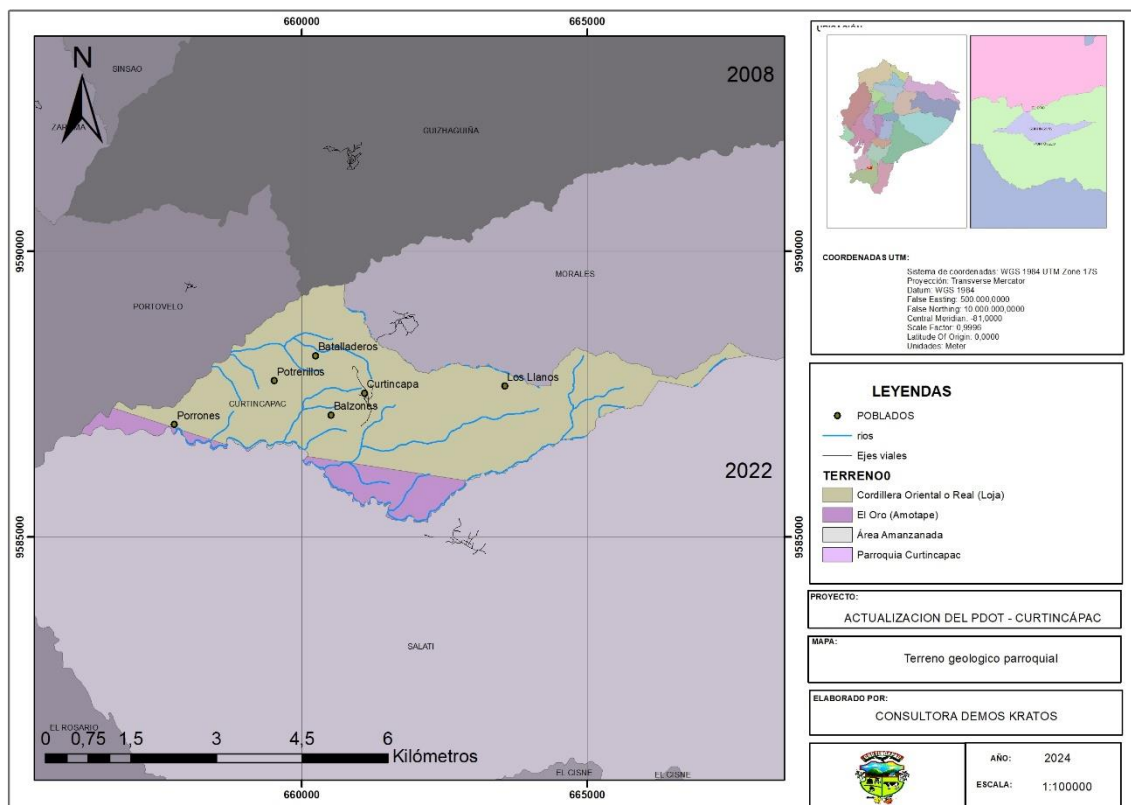 660000
665000
N
2008
SINSAO
GUIZHAGUIÑA
9590000
9590000
MORALES
PORTOVELO
Batalladeros
Potrerillos
Los Llanos
Curtincapa
CURTINCAPAC
Balzones
Porrones
2022
9585000
9585000
SALATI
EL ROSARIO
0 0,75 1,5 3 4,5 6
Kilómetros
EL CISNE
EL CISNE
660000
665000
COORDENADAS UTM:
Sistema de coordenadas: WGS 1984 UTM Zone 17S
Proyección: Transverse Mercator
Datum: WGS 1984
False Easting: 500.000,0000
False Northing: 10.000.000,0000
Central Meridian: -81,0000
Scale Factor: 0,9996
Latitude Of Origin: 0,0000
Unidades: Meter
LEYENDAS
POBLADOS
rios
Ejes viales
TERRENO0
Cordillera Oriental o Real (Loja)
El Oro (Amotape)
Área Amanzanada
Parroquia Curtincapac
PROYECTO:
ACTUALIZACION DEL PDOT - CURTINCÁPAC
MAPA:
Terreno geologico parroquial
ELABORADO POR:
CONSULTORA DEMOS KRATOS
AÑO: 2024
ESCALA: 1:100000